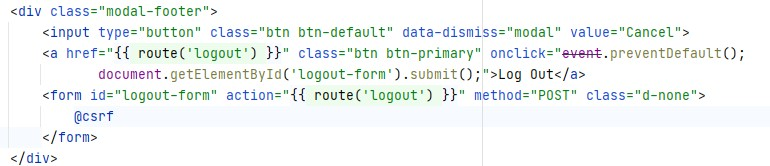 <div class="modal-footer">
    <input type="button" class="btn btn-default" data-dismiss="modal" value="Cancel">
    <a href="{{ route('logout') }}" class="btn btn-primary" onclick="event.preventDefault();
           document.getElementById('logout-form').submit();">Log Out</a>
    <form id="logout-form" action="{{ route('logout') }}" method="POST" class="d-none">
        @csrf
    </form>
</div>